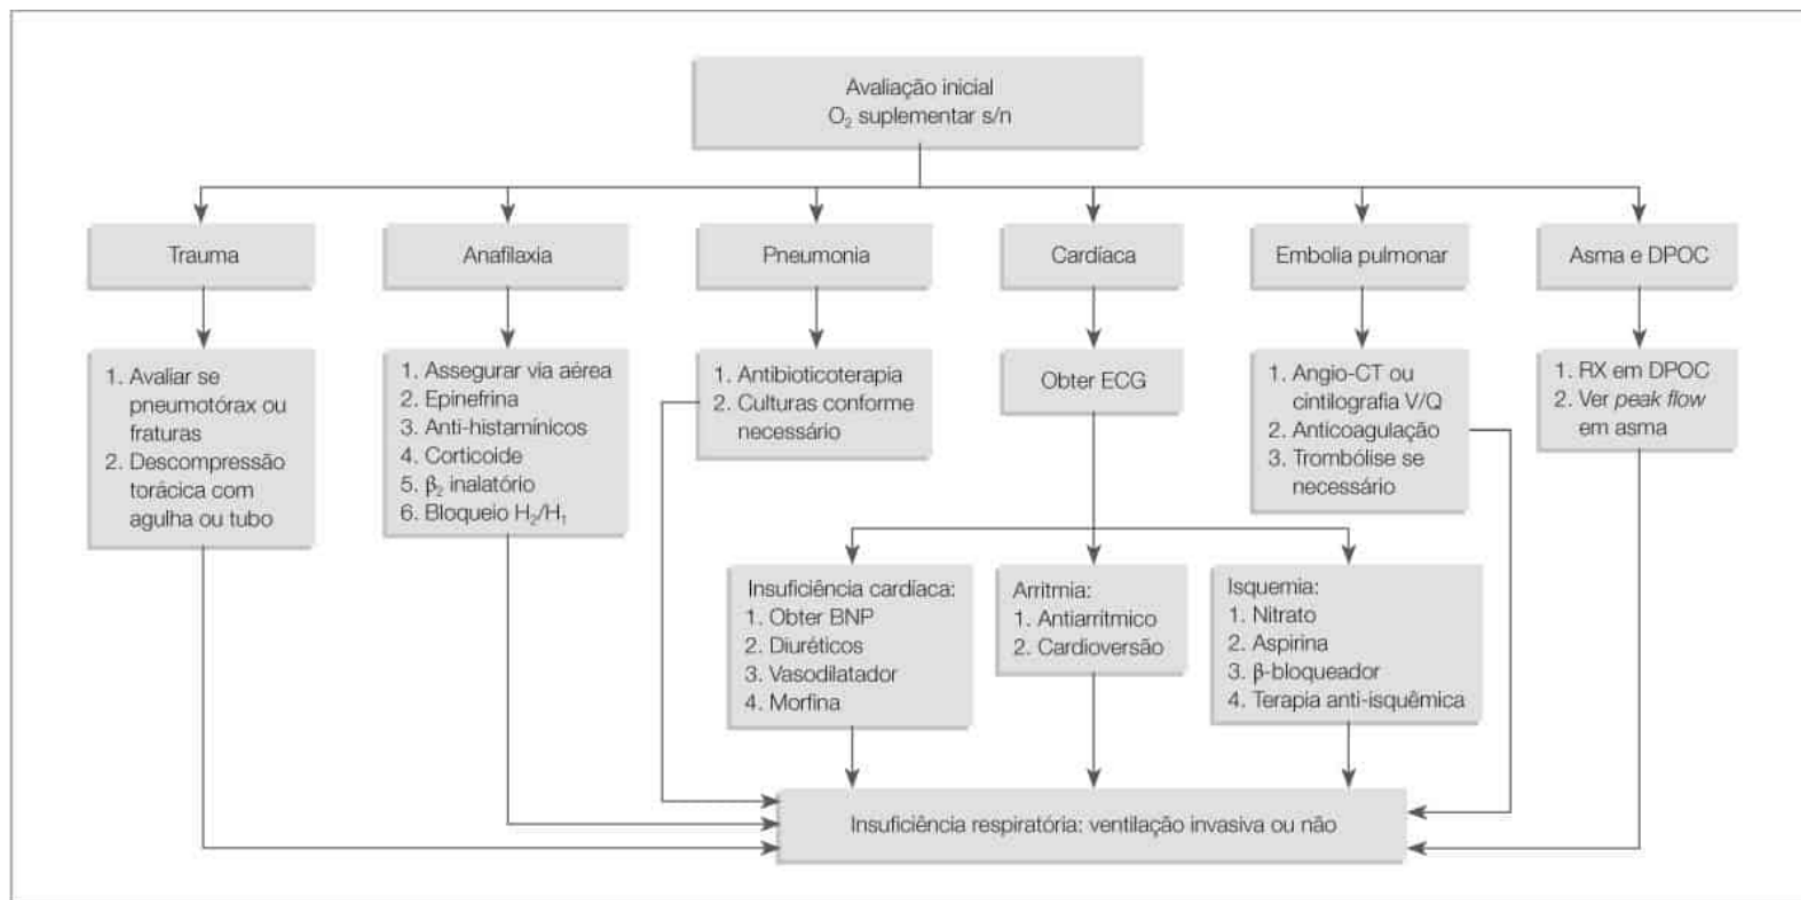 Avaliação inicial
O₂ suplementar s/n
Trauma
Anafilaxia
Pneumonia
Cardíaca
Embolia pulmonar
Asma e DPOC
1. Avaliar se
pneumotórax ou
fraturas
2. Descompressão
torácica com
agulha ou tubo
1. Assegurar via aérea
2. Epinefrina
3. Anti-histamínicos
4. Corticoide
5. β₂ inalatório
6. Bloqueio H₂/H₁
1. Antibioticoterapia
2. Culturas conforme
necessário
Obter ECG
1. Angio-CT ou
cintilografia V/Q
2. Anticoagulação
3. Trombólise se
necessário
1. RX em DPOC
2. Ver peak flow
em asma
Insuficiência cardíaca:
1. Obter BNP
2. Diuréticos
3. Vasodilatador
4. Morfina
Arritmia:
1. Antiarrítmico
2. Cardioversão
Isquemia:
1. Nitrato
2. Aspirina
3. β-bloqueador
4. Terapia anti-isquêmica
Insuficiência respiratória: ventilação invasiva ou não